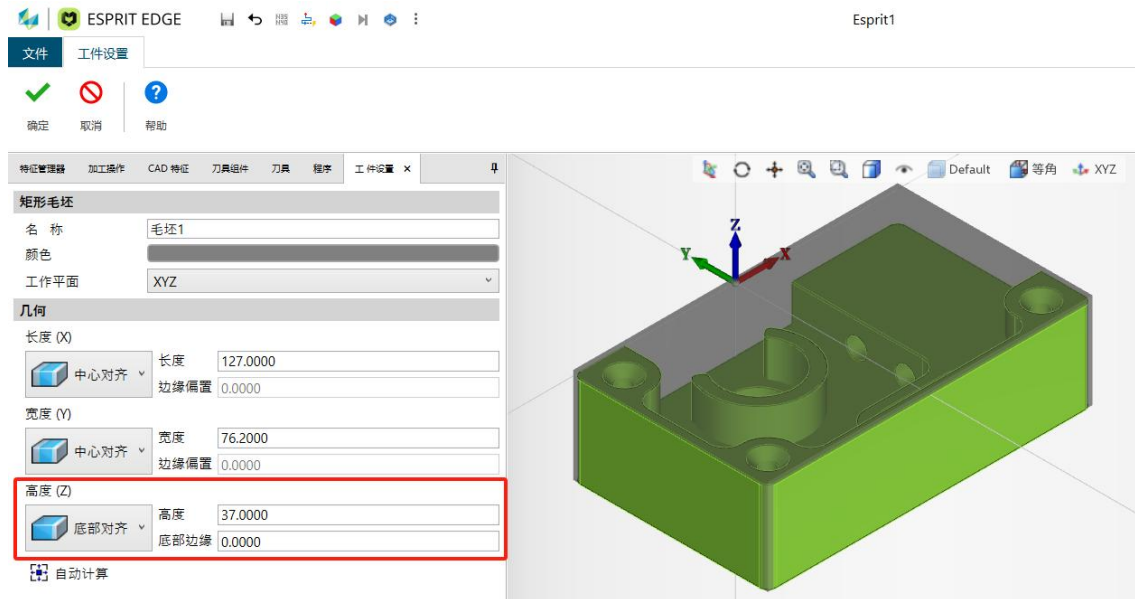 ESPRIT EDGE
Esprit1
文件 工件设置
确定 取消 帮助
特征管理器 加工操作 CAD 特征 刀具组件 刀具 程序 工件设置
Default 等角 XYZ
矩形毛坯
名 称 毛坯1
颜色
工作平面 XYZ
几何
长度 (X)
中心对齐 长度 127.0000
边缘偏置 0.0000
宽度 (Y)
中心对齐 宽度 76.2000
边缘偏置 0.0000
高度 (Z)
底部对齐 高度 37.0000
底部边缘 0.0000
自动计算
Z
Y X